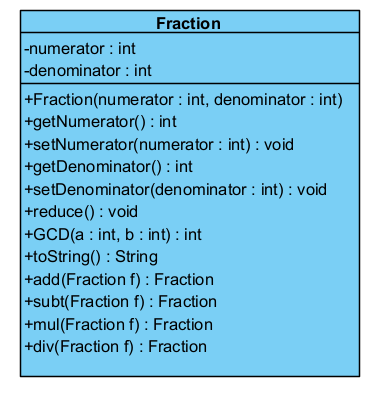 Fraction
-numerator : int
-denominator : int
+Fraction(numerator : int, denominator : int)
+getNumerator() : int
+setNumerator(numerator : int) : void
+getDenominator() : int
+setDenominator(denominator : int) : void
+reduce() : void
+GCD(a : int, b : int) : int
+toString() : String
+add(Fraction f) : Fraction
+subt(Fraction f) : Fraction
+mul(Fraction f) : Fraction
+div(Fraction f) : Fraction